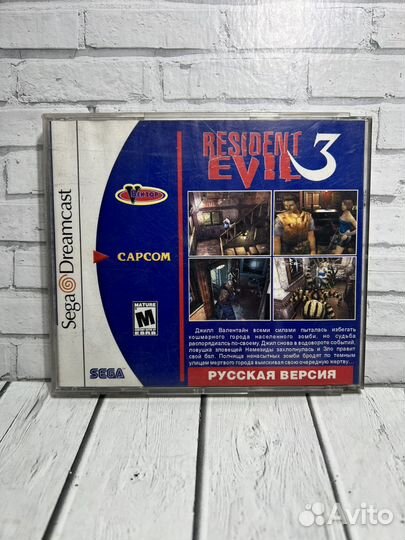 Sega Dreamcast
Вектор
CAPCOM
MATURE
M
ESRB
SEGA
RESIDENT
EVIL 3
Джилл Валентайн всеми силами пыталась избегать
кошмарного города населенного зомби, но судьба
распорядилась по-своему, Джил снова в водовороте событий,
ловушка зловещей Немезиды захлопнулась и Зло правит
свой бал. Полчища ненасытных зомби бродят по темным
улицам мертвого города выискивая свою очередную жертву...
РУССКАЯ ВЕРСИЯ
Avito